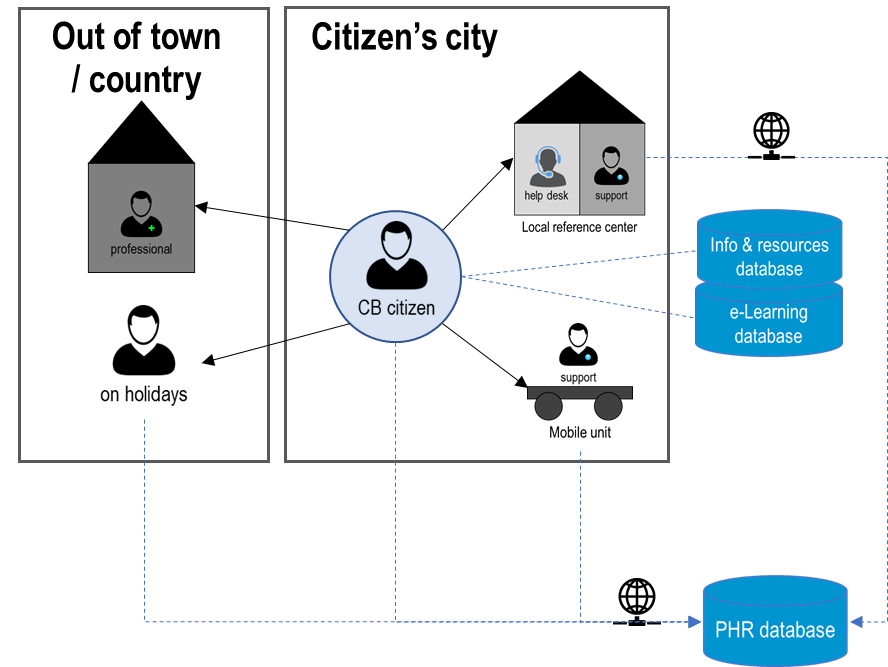 Out of town
/ country
Citizen’s city
help desk
support
Local reference center
professional
Info & resources
database
CB citizen
e-Learning
database
on holidays
support
Mobile unit
PHR database